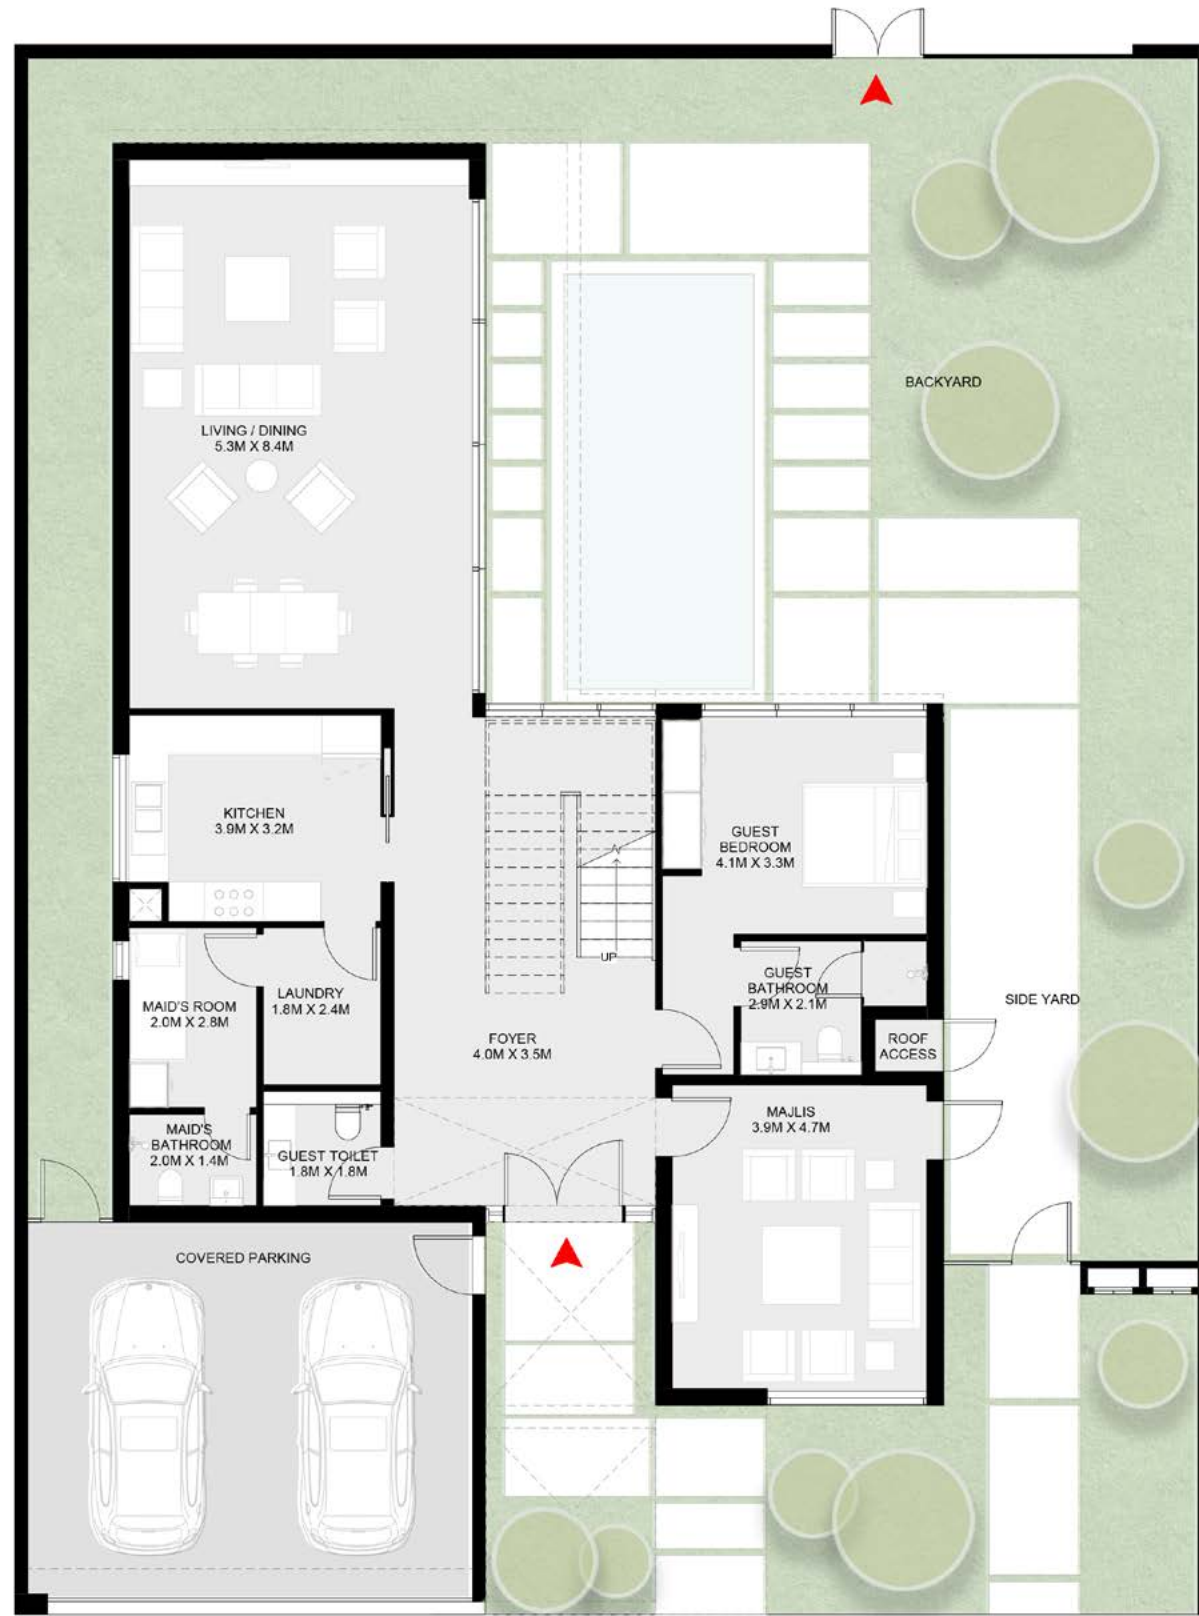 BACKYARD
LIVING / DINING
5.3M X 8.4M
KITCHEN
3.9M X 3.2M
GUEST
BEDROOM
4.1M X 3.3M
UP
GUEST
BATHROOM
2.9M X 2.1M
MAID'S ROOM
2.0M X 2.8M
LAUNDRY
1.8M X 2.4M
SIDE YARD
FOYER
4.0M X 3.5M
ROOF
ACCESS
MAJLIS
3.9M X 4.7M
MAID'S
BATHROOM
2.0M X 1.4M
GUEST TOILET
1.8M X 1.8M
COVERED PARKING